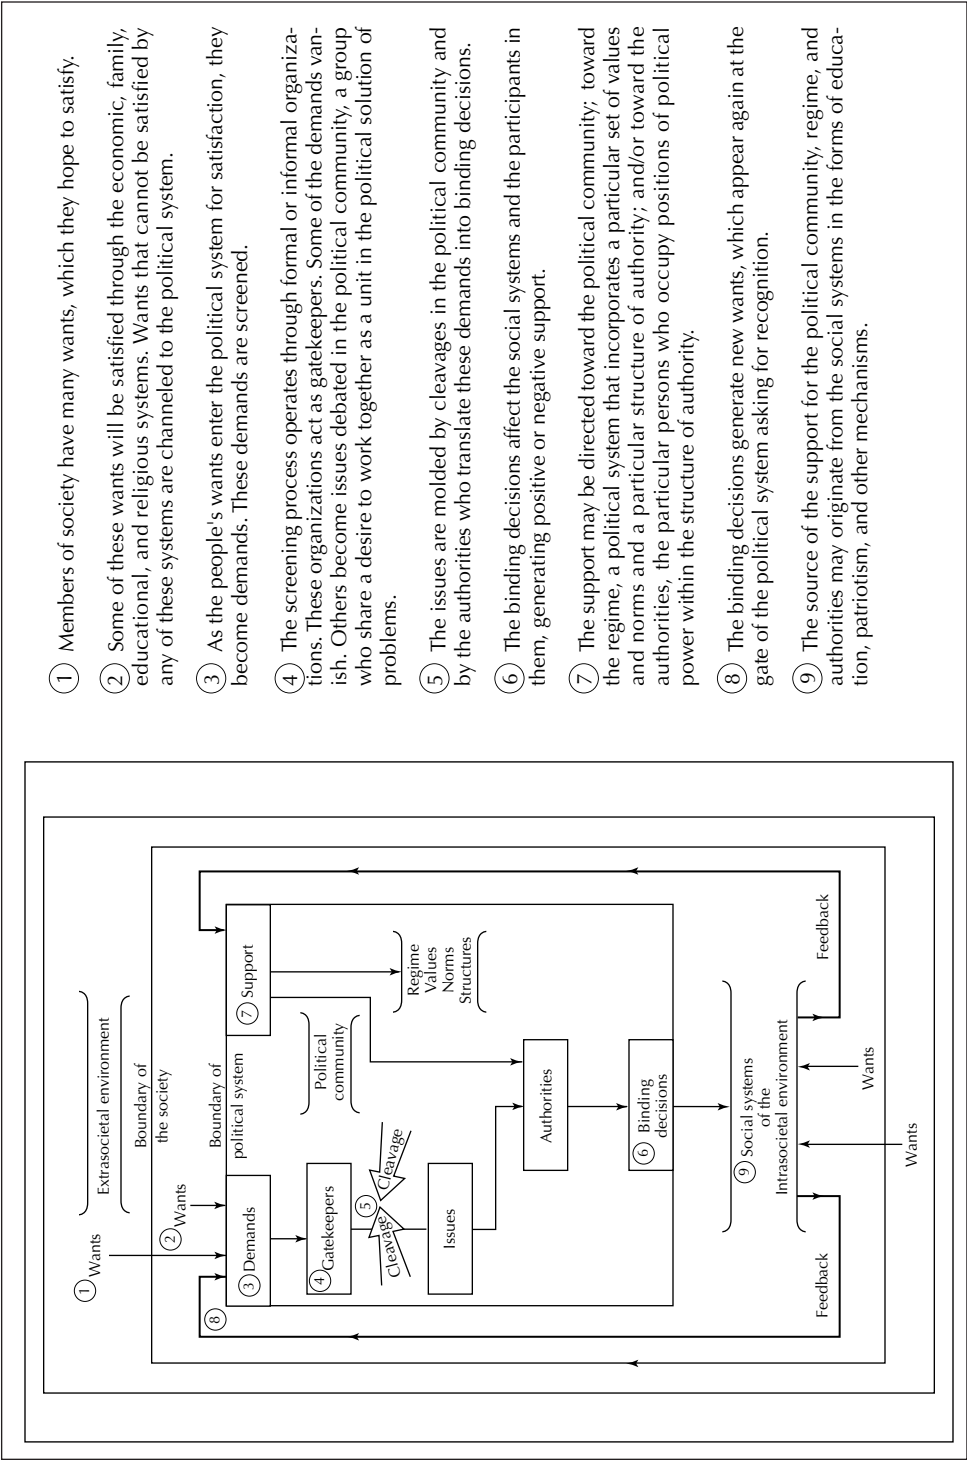 Extrasocietal environment
Boundary of
the society
Boundary of
political system
1 Wants
2 Wants
8
3 Demands
7 Support
4 Gatekeepers
Political
community
Regime
Values
Norms
Structures
5
Cleavage
Cleavage
Issues
Authorities
6 Binding
decisions
9 Social systems
of the
Intrasocietal environment
Feedback
Feedback
Wants
Wants
1 Members of society have many wants, which they hope to satisfy.
2 Some of these wants will be satisfied through the economic, family,
educational, and religious systems. Wants that cannot be satisfied by
any of these systems are channeled to the political system.
3 As the people's wants enter the political system for satisfaction, they
become demands. These demands are screened.
4 The screening process operates through formal or informal organiza-
tions. These organizations act as gatekeepers. Some of the demands van-
ish. Others become issues debated in the political community, a group
who share a desire to work together as a unit in the political solution of
problems.
5 The issues are molded by cleavages in the political community and
by the authorities who translate these demands into binding decisions.
6 The binding decisions affect the social systems and the participants in
them, generating positive or negative support.
7 The support may be directed toward the political community; toward
the regime, a political system that incorporates a particular set of values
and norms and a particular structure of authority; and/or toward the
authorities, the particular persons who occupy positions of political
power within the structure of authority.
8 The binding decisions generate new wants, which appear again at the
gate of the political system asking for recognition.
9 The source of the support for the political community, regime, and
authorities may originate from the social systems in the forms of educa-
tion, patriotism, and other mechanisms.